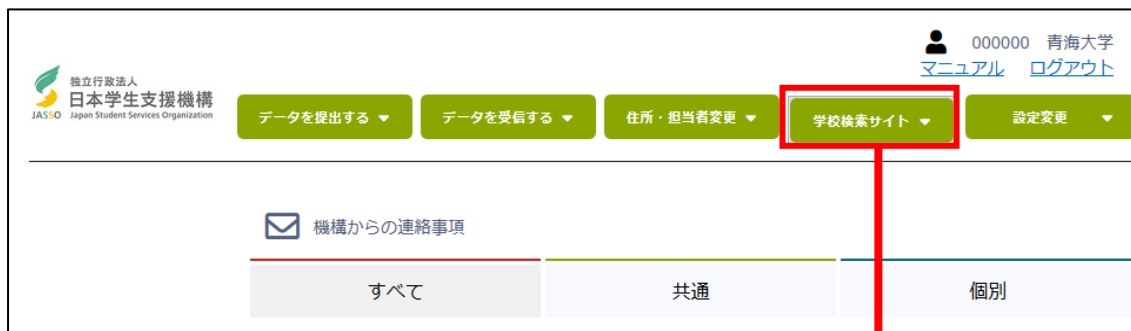 000000 青海大学
マニュアル ログアウト
独立行政法人
日本学生支援機構
JASSO Japan Student Services Organization
データを提出する ▼ データを受信する ▼ 住所・担当者変更 ▼ 学校検索サイト ▼ 設定変更 ▼
機構からの連絡事項
すべて 共通 個別